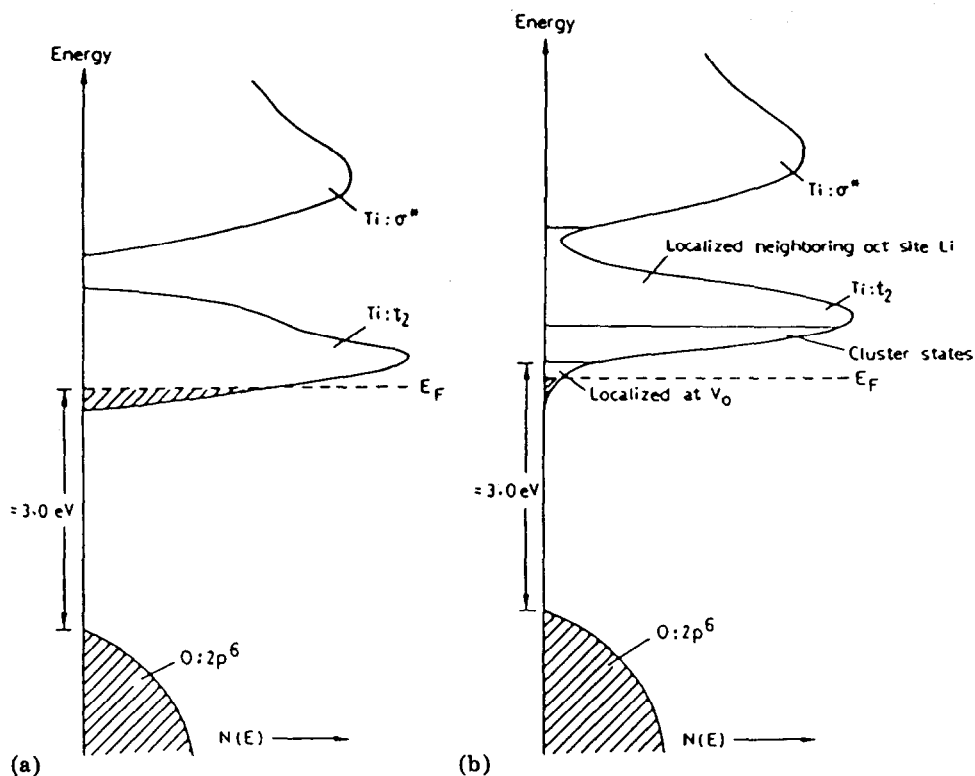 Energy
Ti:σ*
Ti:t₂
E_F
=3.0 eV
O:2p⁶
N(E)
(a)
Energy
Ti:σ*
Localized neighboring oct site Li
Ti:t₂
Cluster states
E_F
Localized at V_O
=3.0 eV
O:2p⁶
N(E)
(b)